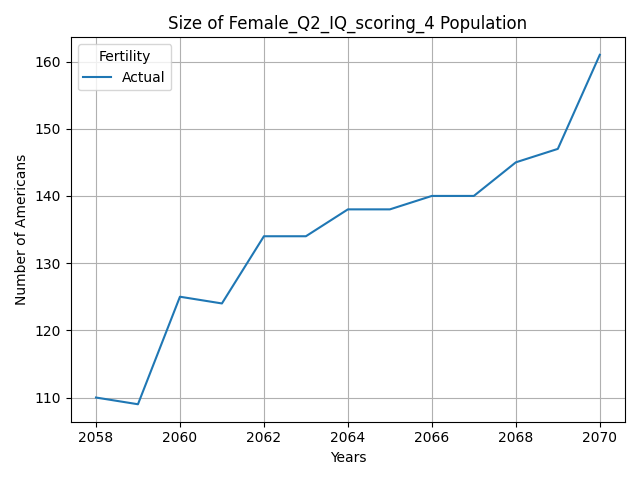 Size of Female_Q2_IQ_scoring_4 Population
Fertility
Actual
Number of Americans
160
150
140
130
120
110
2058 2060 2062 2064 2066 2068 2070
Years